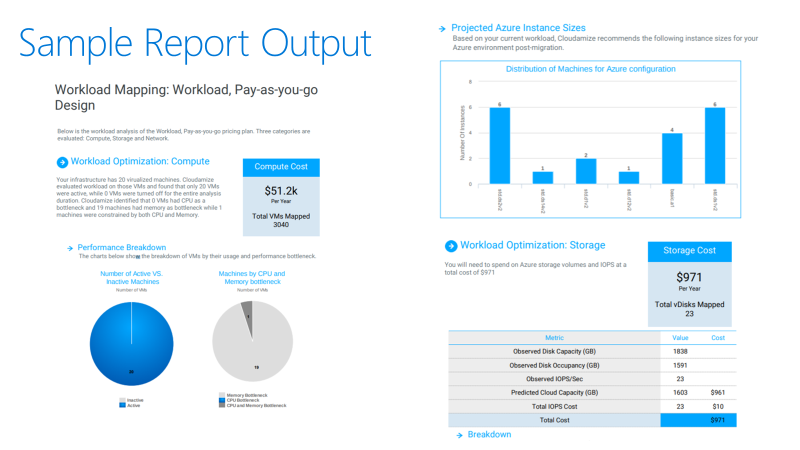 Sample Report Output
Workload Mapping: Workload, Pay-as-you-go
Design
Below is the workload analysis of the Workload, Pay-as-you-go pricing plan. Three categories are
evaluated: Compute, Storage and Network.
Workload Optimization: Compute
Your infrastructure has 20 virualized machines. Cloudamize
evaluated workload on those VMs and found that only 20 VMs
were active, while 0 VMs were turned off for the entire analysis
duration. Cloudamize identified that 0 VMs had CPU as a
bottleneck and 19 machines had memory as bottleneck while 1
machines were constrained by both CPU and Memory.
Compute Cost
$51.2k
Per Year
Total VMs Mapped
3040
Performance Breakdown
The charts below show the breakdown of VMs by their usage and performance bottleneck.
Number of Active VS.
Inactive Machines
Number of VMs
20
Inactive
Active
Machines by CPU and
Memory bottleneck
Number of VMs
1
19
Memory Bottleneck
CPU Bottleneck
CPU and Memory Bottleneck
Projected Azure Instance Sizes
Based on your current workload, Cloudamize recommends the following instance sizes for your
Azure environment post-migration.
Distribution of Machines for Azure configuration
Number Of Instances
8
6
4
2
0
6
1
2
1
4
6
Workload Optimization: Storage
You will need to spend on Azure storage volumes and IOPS at a
total cost of $971
Storage Cost
$971
Per Year
Total vDisks Mapped
23
Metric Value Cost
Observed Disk Capacity (GB) 1838
Observed Disk Occupancy (GB) 1591
Observed IOPS/Sec 23
Predicted Cloud Capacity (GB) 1603 $961
Total IOPS Cost 23 $10
Total Cost $971
Breakdown